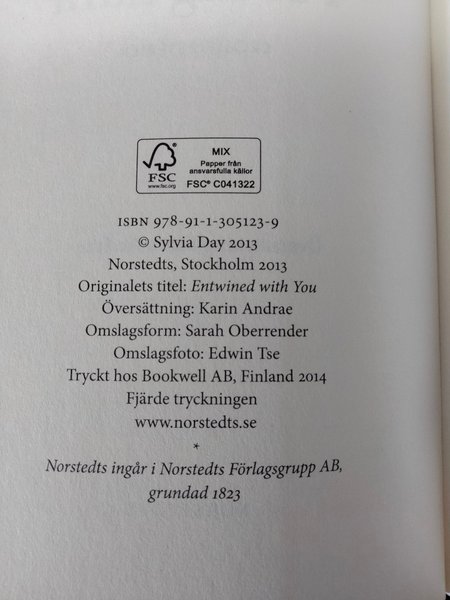 FSC
www.fsc.org
MIX
Papper från
ansvarsfulla källor
FSC® C041322
ISBN 978-91-1-305123-9
© Sylvia Day 2013
Norstedts, Stockholm 2013
Originalets titel: Entwined with You
Översättning: Karin Andrae
Omslagsform: Sarah Oberrender
Omslagsfoto: Edwin Tse
Tryckt hos Bookwell AB, Finland 2014
Fjärde tryckningen
www.norstedts.se
*
Norstedts ingår i Norstedts Förlagsgrupp AB,
grundad 1823